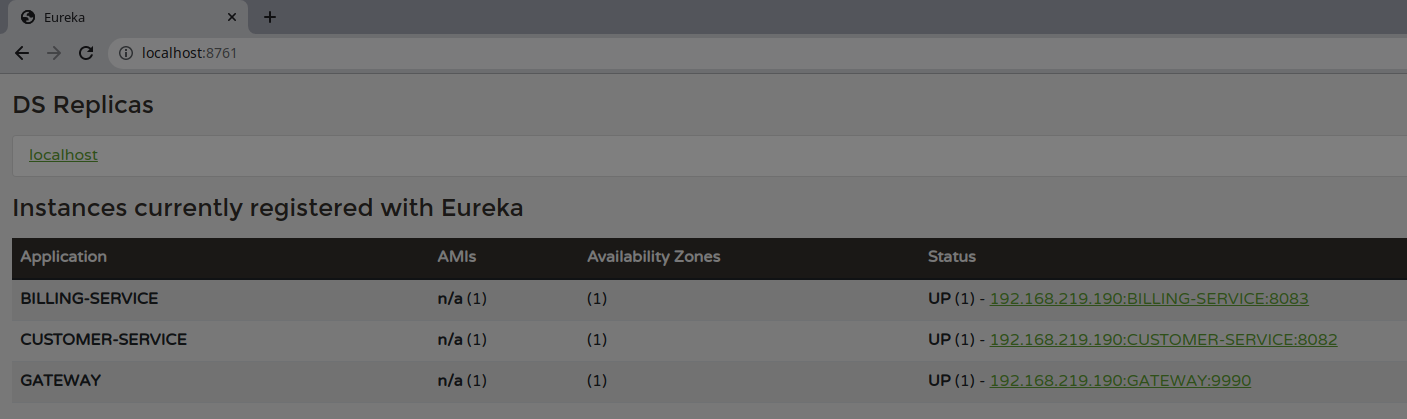 Eureka
localhost:8761
DS Replicas
localhost
Instances currently registered with Eureka
Application AMIs Availability Zones Status
BILLING-SERVICE n/a (1) (1) UP (1) - 192.168.219.190:BILLING-SERVICE:8083
CUSTOMER-SERVICE n/a (1) (1) UP (1) - 192.168.219.190:CUSTOMER-SERVICE:8082
GATEWAY n/a (1) (1) UP (1) - 192.168.219.190:GATEWAY:9990